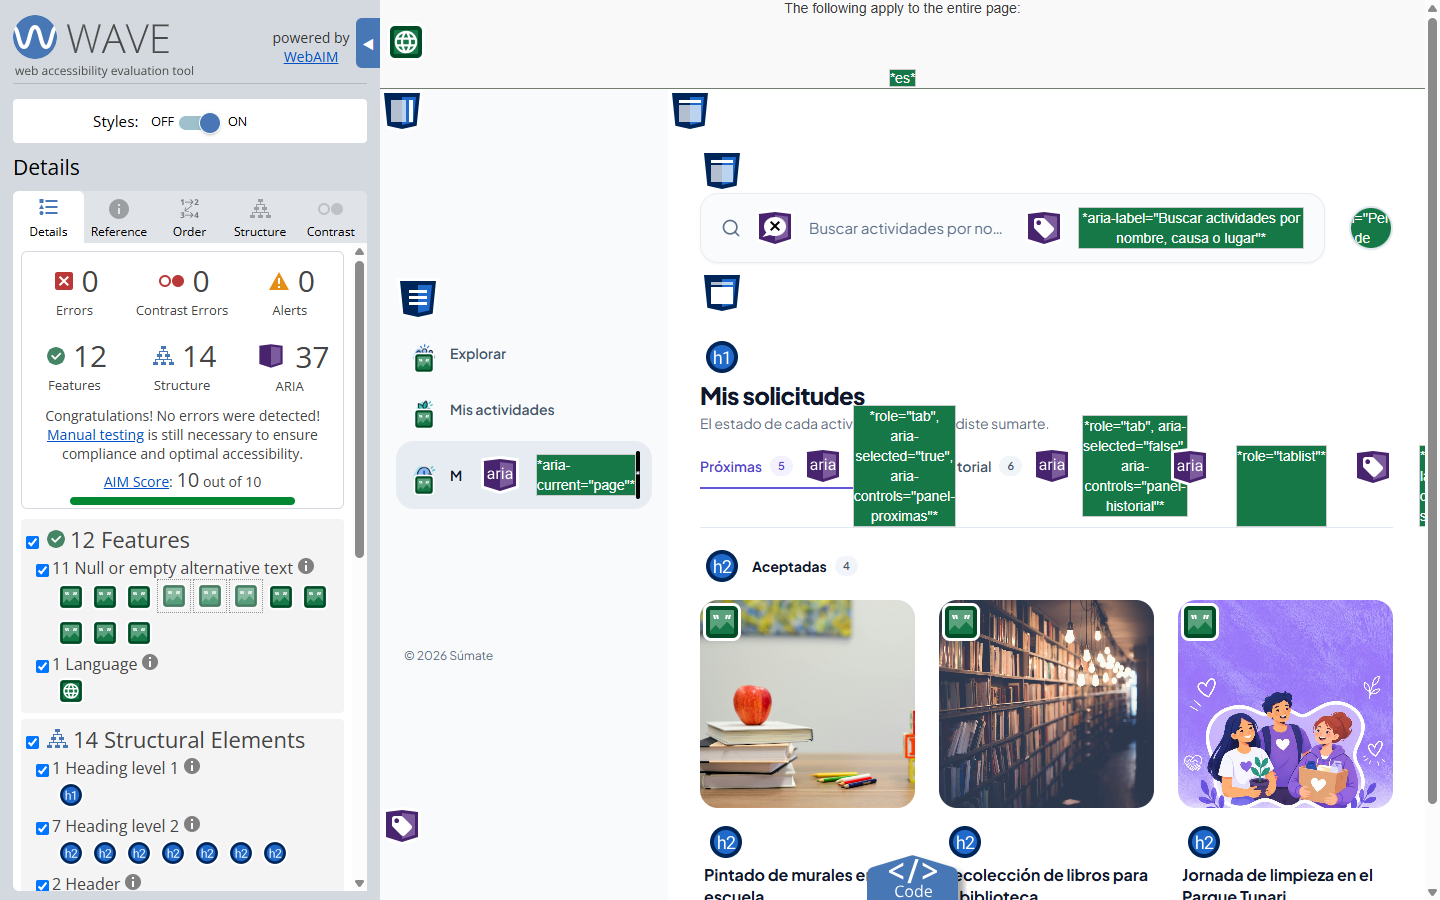 WAVE
web accessibility evaluation tool
powered by
WebAIM
Styles: OFF ON
Details
Details Reference Order Structure Contrast
0 Errors
0 Contrast Errors
0 Alerts
12 Features
14 Structure
37 ARIA
Congratulations! No errors were detected!
Manual testing is still necessary to ensure
compliance and optimal accessibility.
AIM Score: 10 out of 10
12 Features
11 Null or empty alternative text
1 Language
14 Structural Elements
1 Heading level 1
h1
7 Heading level 2
h2 h2 h2 h2 h2 h2 h2
2 Header
The following apply to the entire page:
*es*
Buscar actividades por no...
*aria-label="Buscar actividades por
nombre, causa o lugar"*
Explorar
Mis actividades
M
aria
*aria-
current="page"*
© 2026 Súmate
h1
Mis solicitudes
El estado de cada activ
diste sumarte.
Próximas 5
aria
*role="tab",
aria-
selected="true",
aria-
controls="panel-
proximas"*
torial 6
aria
*role="tab", aria-
selected="false",
aria-
controls="panel-
historial"*
aria
*role="tablist"*
h2 Aceptadas 4
h2
Pintado de murales e
escuela
h2
ecolección de libros para
biblioteca
h2
Jornada de limpieza en el
Parque Tunari
</> Code